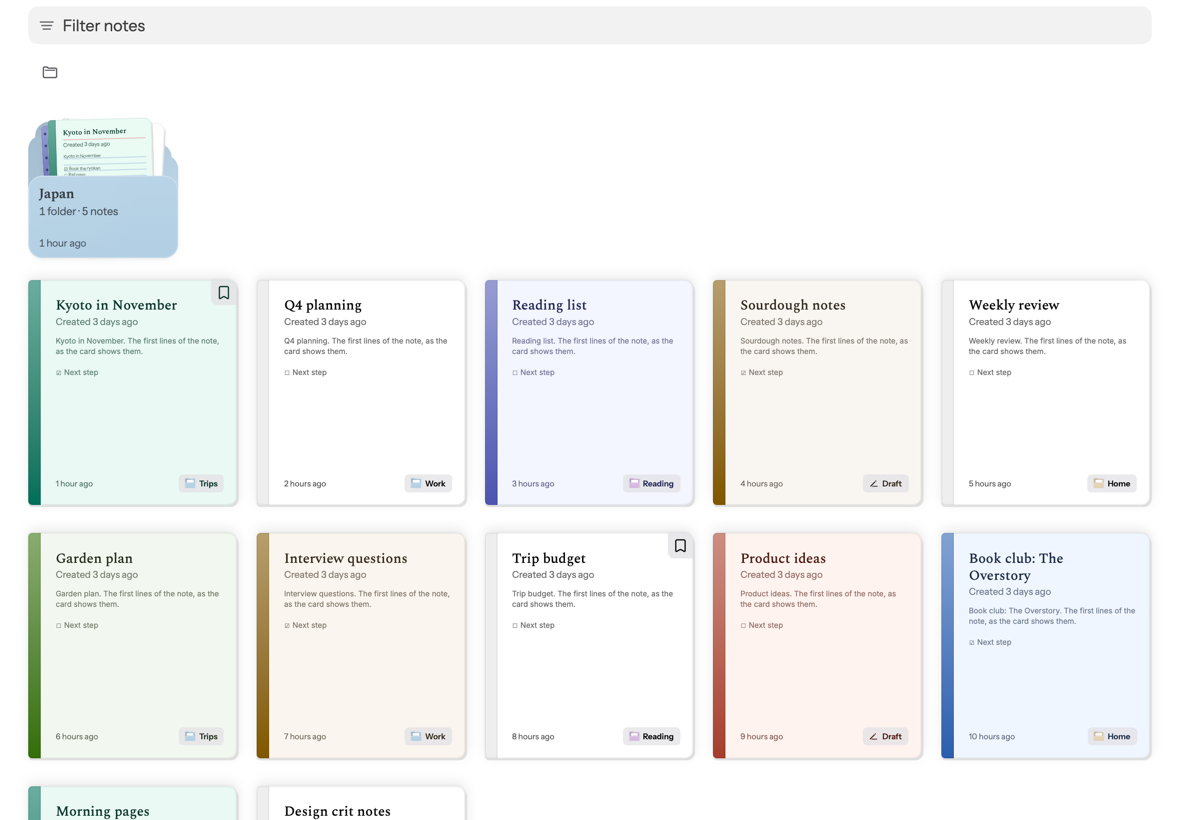 Filter notes
Kyoto in November
Created 3 days ago
Kyoto in November
Japan
1 folder · 5 notes
1 hour ago
Kyoto in November
Created 3 days ago
Kyoto in November. The first lines of the note,
as the card shows them.
☑ Next step
1 hour ago
Trips
Q4 planning
Created 3 days ago
Q4 planning. The first lines of the note, as the
card shows them.
☐ Next step
2 hours ago
Work
Reading list
Created 3 days ago
Reading list. The first lines of the note, as the
card shows them.
☐ Next step
3 hours ago
Reading
Sourdough notes
Created 3 days ago
Sourdough notes. The first lines of the note, as
the card shows them.
☑ Next step
4 hours ago
Draft
Weekly review
Created 3 days ago
Weekly review. The first lines of the note, as
the card shows them.
☐ Next step
5 hours ago
Home
Garden plan
Created 3 days ago
Garden plan. The first lines of the note, as the
card shows them.
☐ Next step
6 hours ago
Trips
Interview questions
Created 3 days ago
Interview questions. The first lines of the note,
as the card shows them.
☑ Next step
7 hours ago
Work
Trip budget
Created 3 days ago
Trip budget. The first lines of the note, as the
card shows them.
☐ Next step
8 hours ago
Reading
Product ideas
Created 3 days ago
Product ideas. The first lines of the note, as
the card shows them.
☐ Next step
9 hours ago
Draft
Book club: The
Overstory
Created 3 days ago
Book club: The Overstory. The first lines of the
note, as the card shows them.
☑ Next step
10 hours ago
Home
Morning pages
Design crit notes